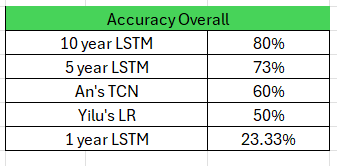 Accuracy Overall
10 year LSTM 80%
5 year LSTM 73%
An's TCN 60%
Yilu's LR 50%
1 year LSTM 23.33%